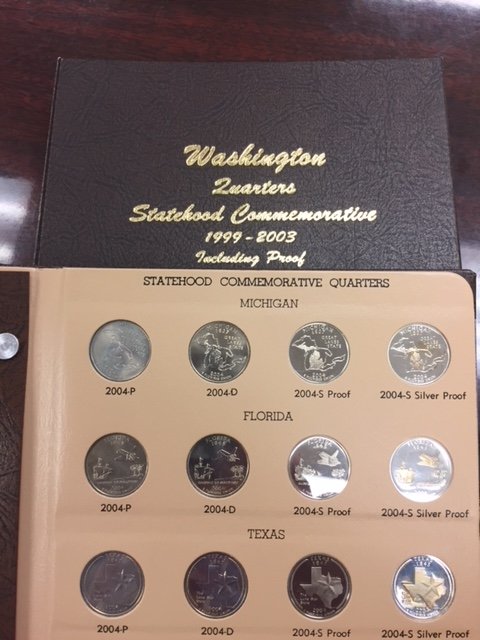 Washington
Quarters
Statehood Commemorative
1999-2003
Including Proof
STATEHOOD COMMEMORATIVE QUARTERS
MICHIGAN
2004-P 2004-D 2004-S Proof 2004-S Silver Proof
FLORIDA
2004-P 2004-D 2004-S Proof 2004-S Silver Proof
TEXAS
2004-P 2004-D 2004-S Proof 2004-S Silver Proof